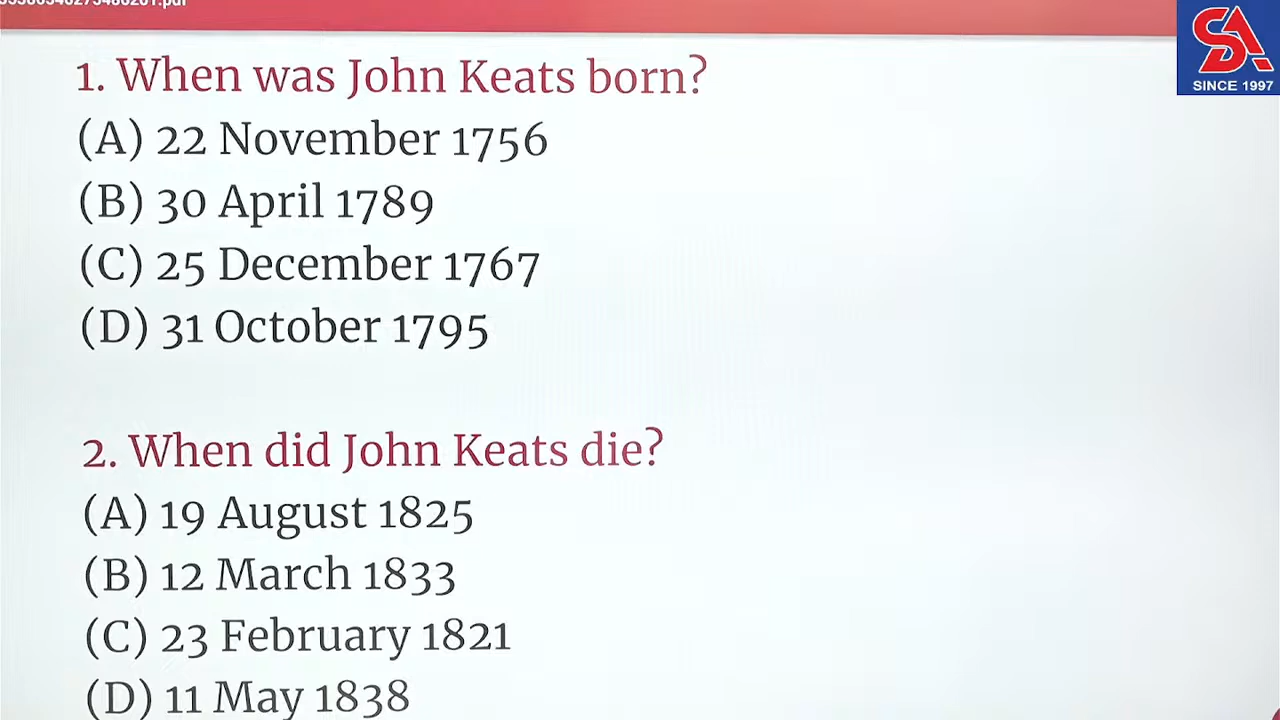 SINCE 1997
1. When was John Keats born?
(A) 22 November 1756
(B) 30 April 1789
(C) 25 December 1767
(D) 31 October 1795
2. When did John Keats die?
(A) 19 August 1825
(B) 12 March 1833
(C) 23 February 1821
(D) 11 May 1838